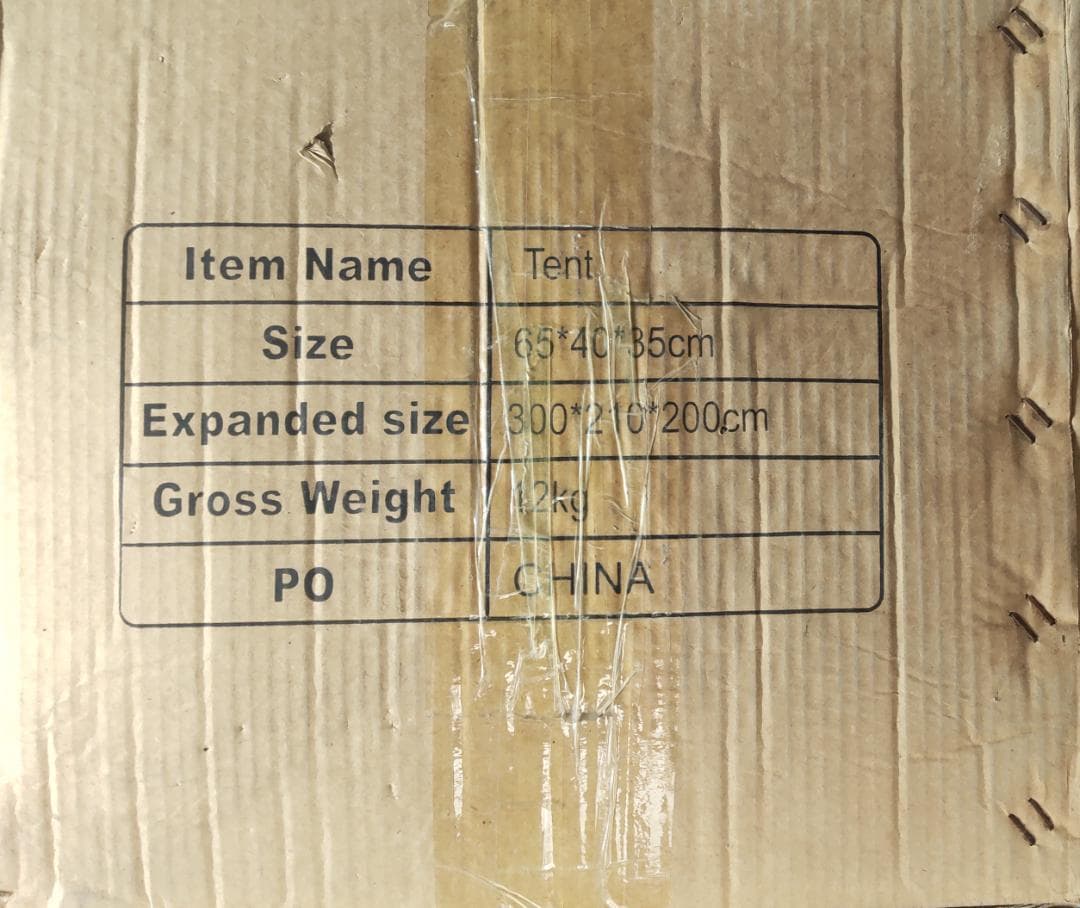 Item Name Tent
Size 65*40*35cm
Expanded size 300*210*200cm
Gross Weight 12kg
PO CHINA